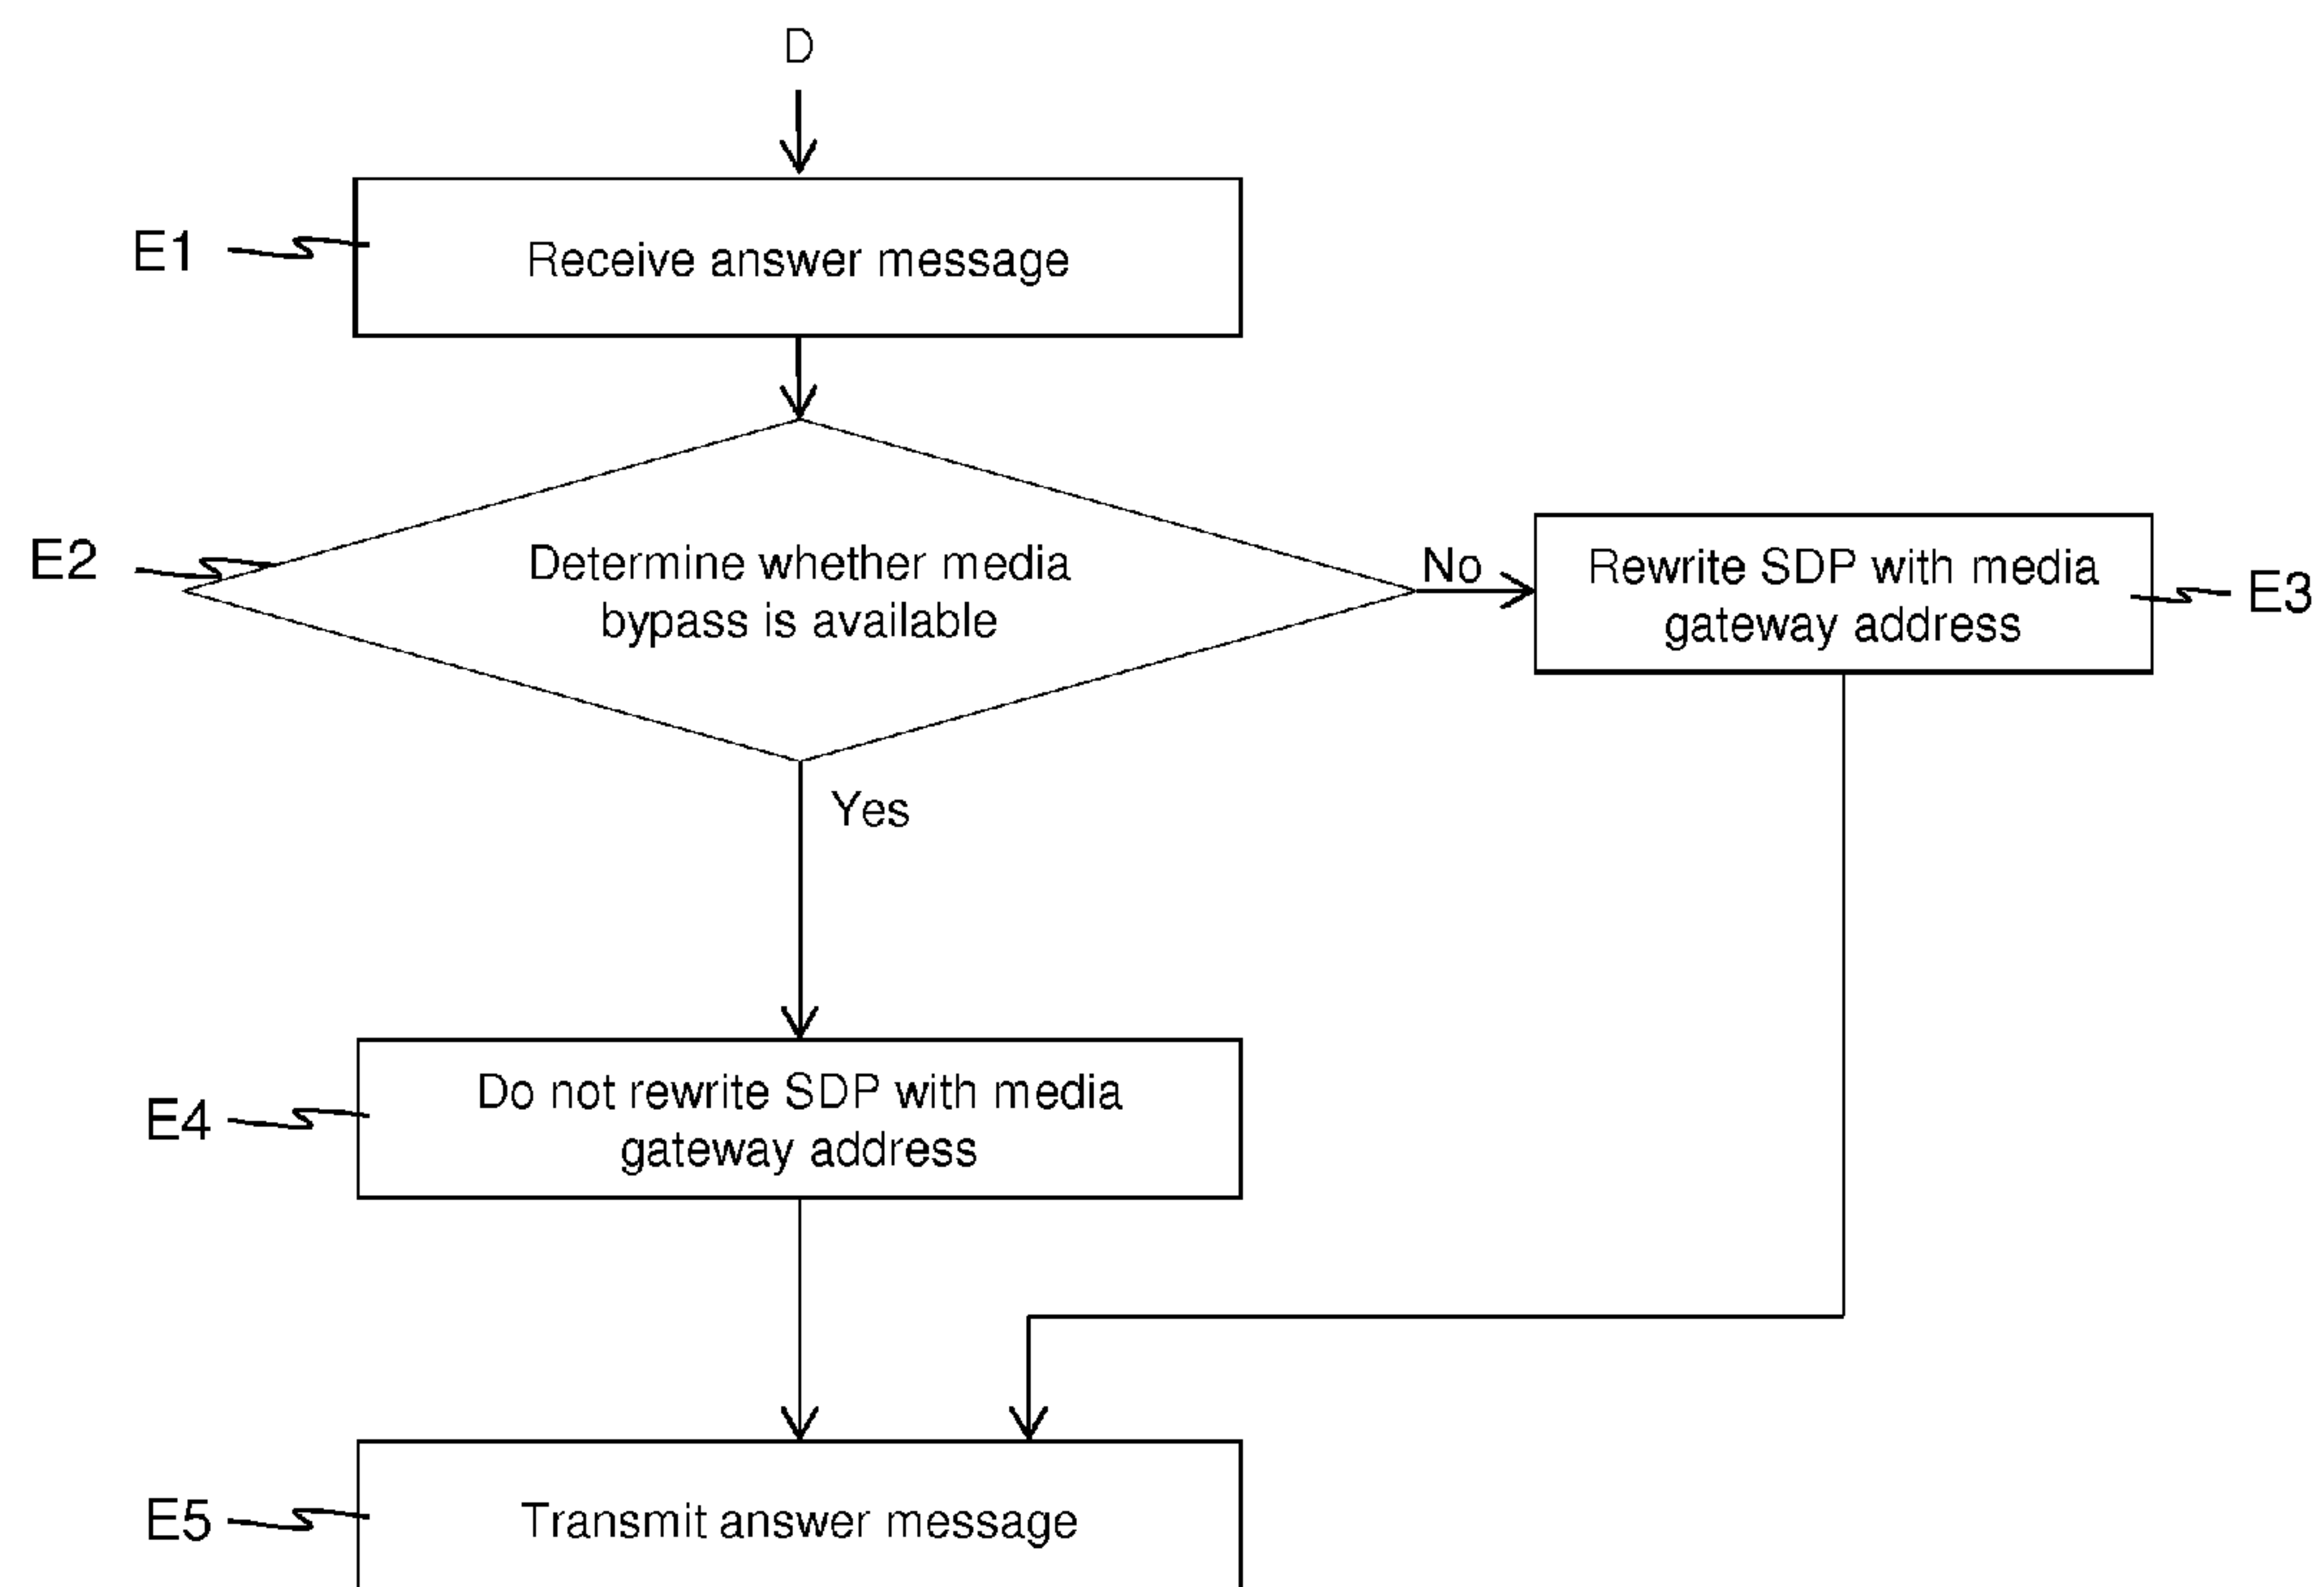 D
E1
Receive answer message
E2
Determine whether media
bypass is available
No
Rewrite SDP with media
gateway address
E3
Yes
E4
Do not rewrite SDP with media
gateway address
E5
Transmit answer message